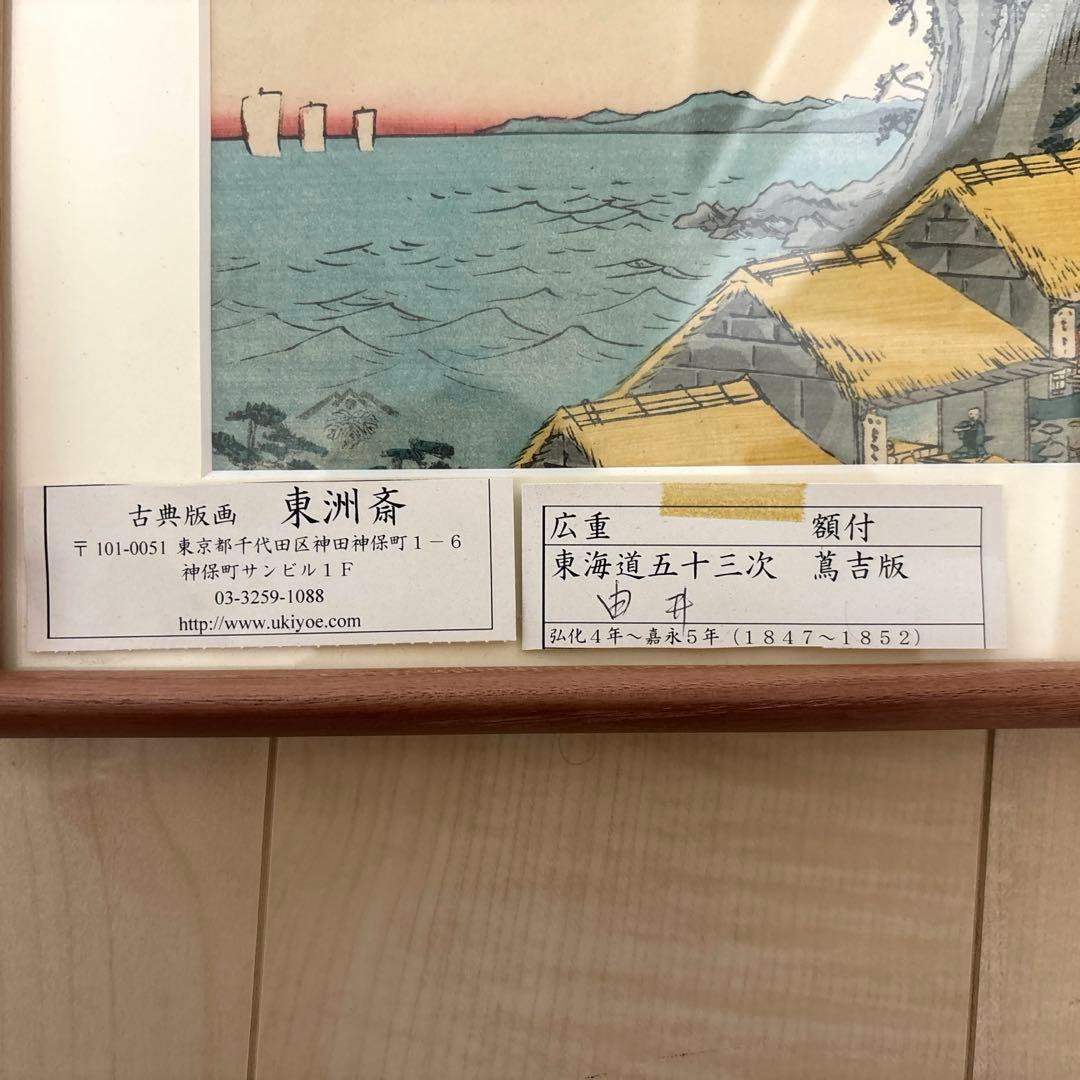 古典版画 東洲斎
〒101-0051 東京都千代田区神田神保町1-6
神保町サンビル1F
03-3259-1088
http://www.ukiyoe.com
広重 額付
東海道五十三次 蔦吉版
由井
弘化4年～嘉永5年(1847～1852)